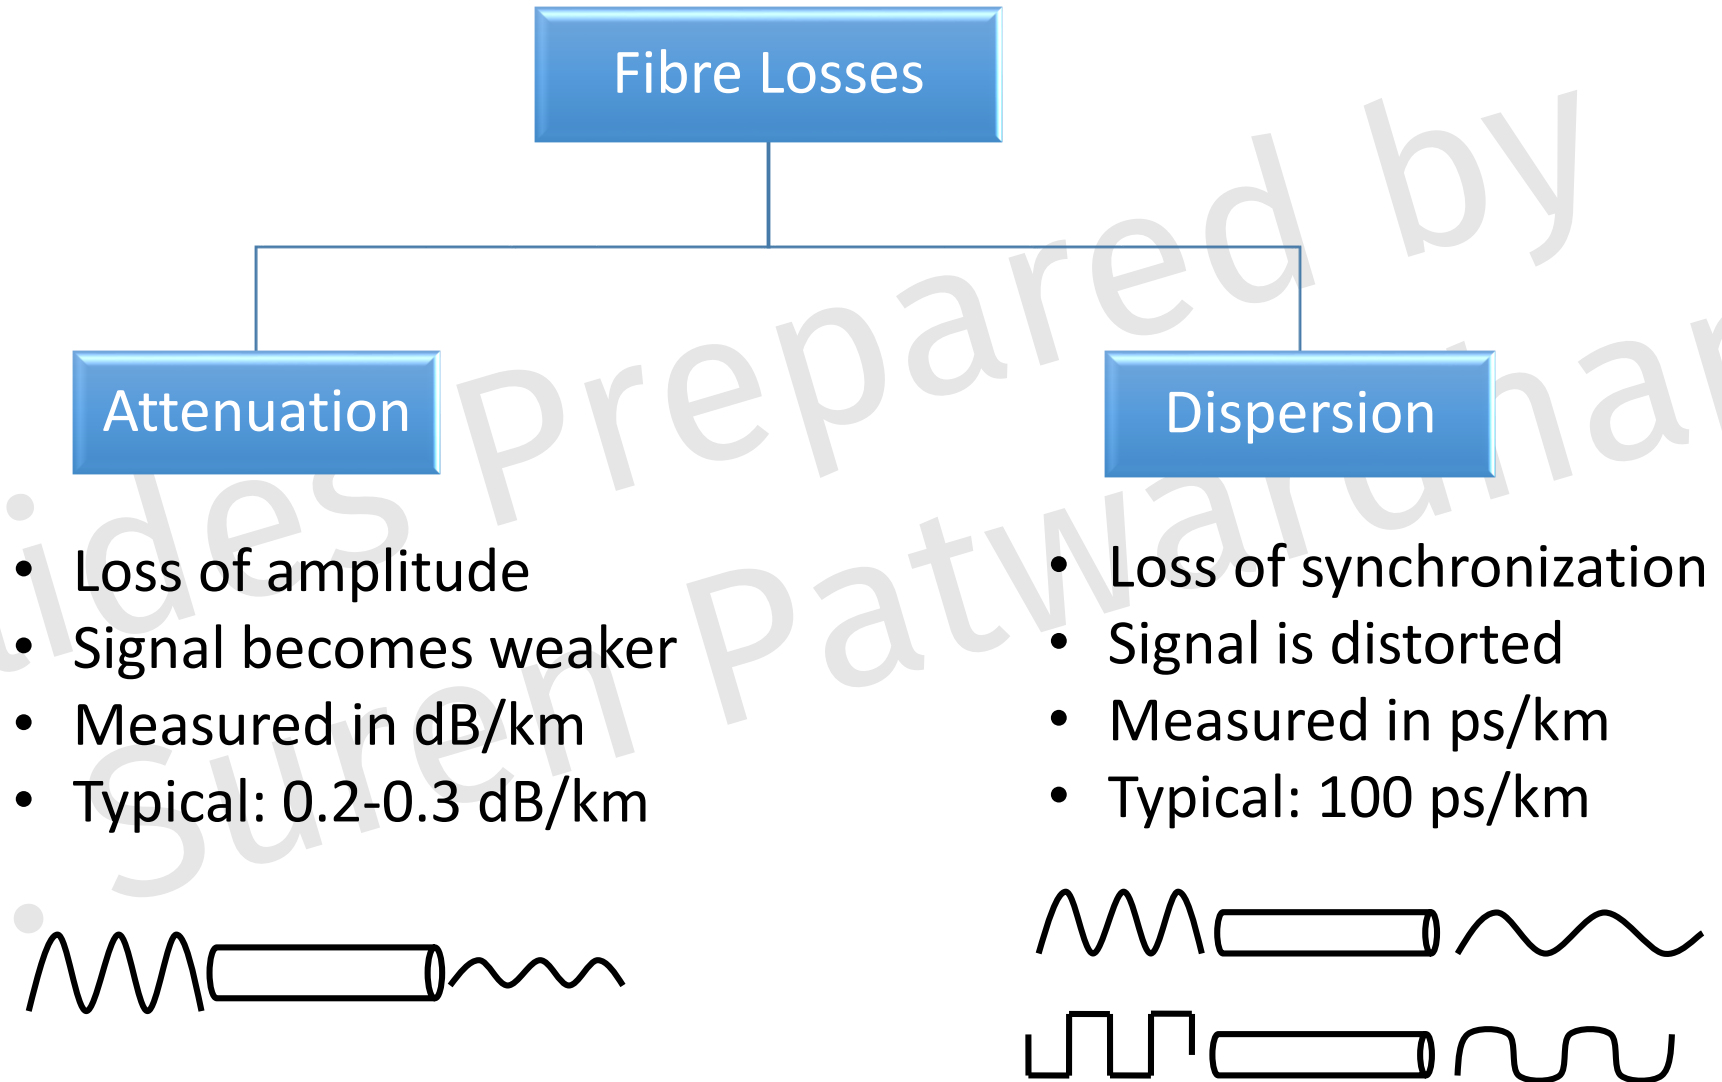 Fibre Losses
Attenuation
Dispersion
• Loss of amplitude
• Signal becomes weaker
• Measured in dB/km
• Typical: 0.2-0.3 dB/km
• Loss of synchronization
• Signal is distorted
• Measured in ps/km
• Typical: 100 ps/km
Prepared by
. Suren Patwardhan